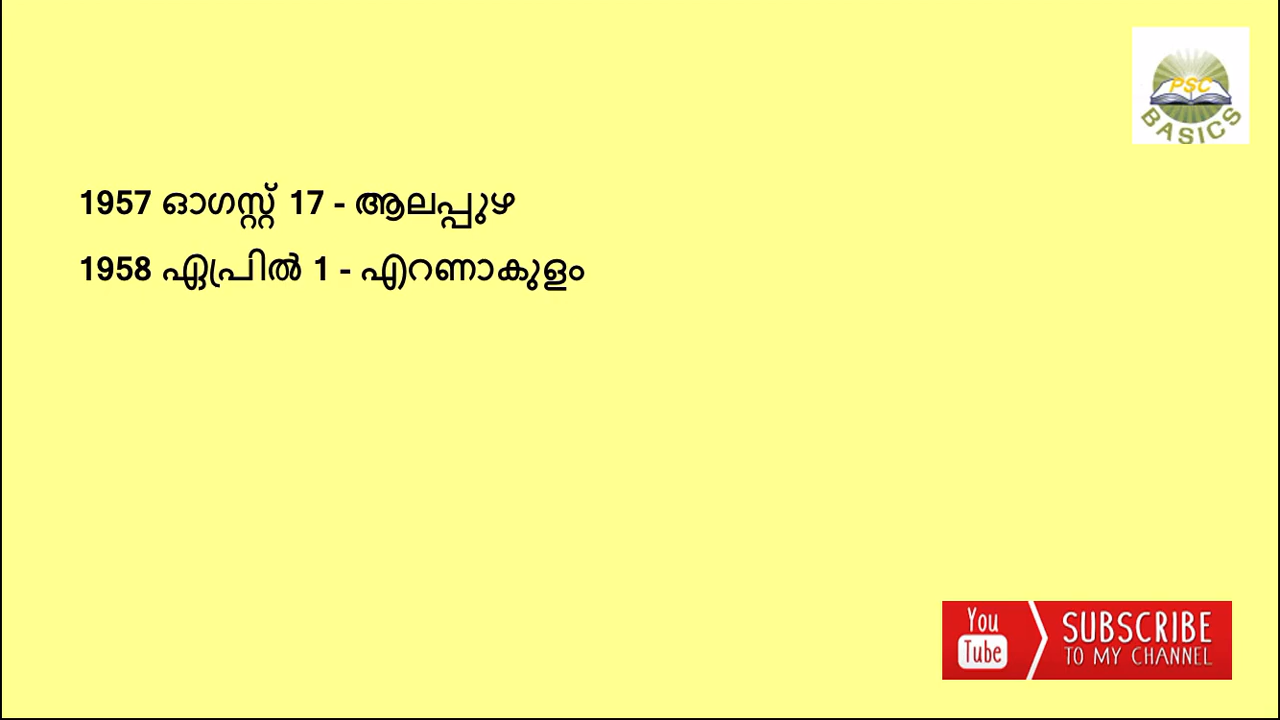 PSC
BASICS
1957 ഓഗസ്റ്റ് 17 - ആലപ്പുഴ
1958 ഏപ്രിൽ 1 - എറണാകുളം
You Tube
SUBSCRIBE
TO MY CHANNEL